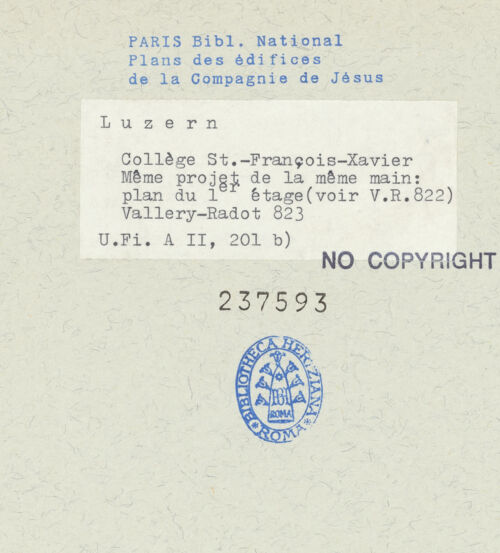 PARIS Bibl. National
Plans des édifices
de la Compagnie de Jésus
Luzern
Collège St.-François-Xavier
Même projet de la même main:
plan du 1er étage(voir V.R.822)
Vallery-Radot 823
U.Fi. A II, 201 b)
NO COPYRIGHT
237593
BIBLIOTHECA HERTZIANA
ROMA
* ROMA *